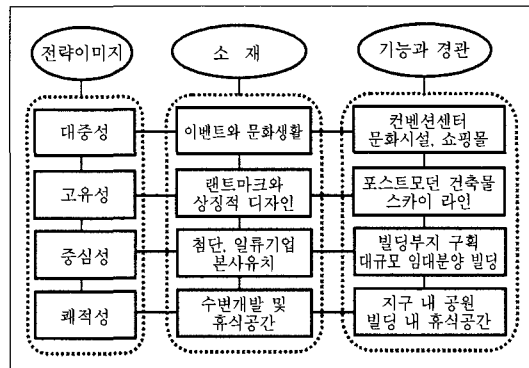 전략이미지
소 재
기능과 경관
대중성
이벤트와 문화생활
컨벤션센터
문화시설, 쇼핑몰
고유성
랜트마크와
상징적 디자인
포스트모던 건축물
스카이 라인
중심성
첨단, 일류기업
본사유치
빌딩부지 구획
대규모 임대분양 빌딩
쾌적성
수변개발 및
휴식공간
지구 내 공원
빌딩 내 휴식공간